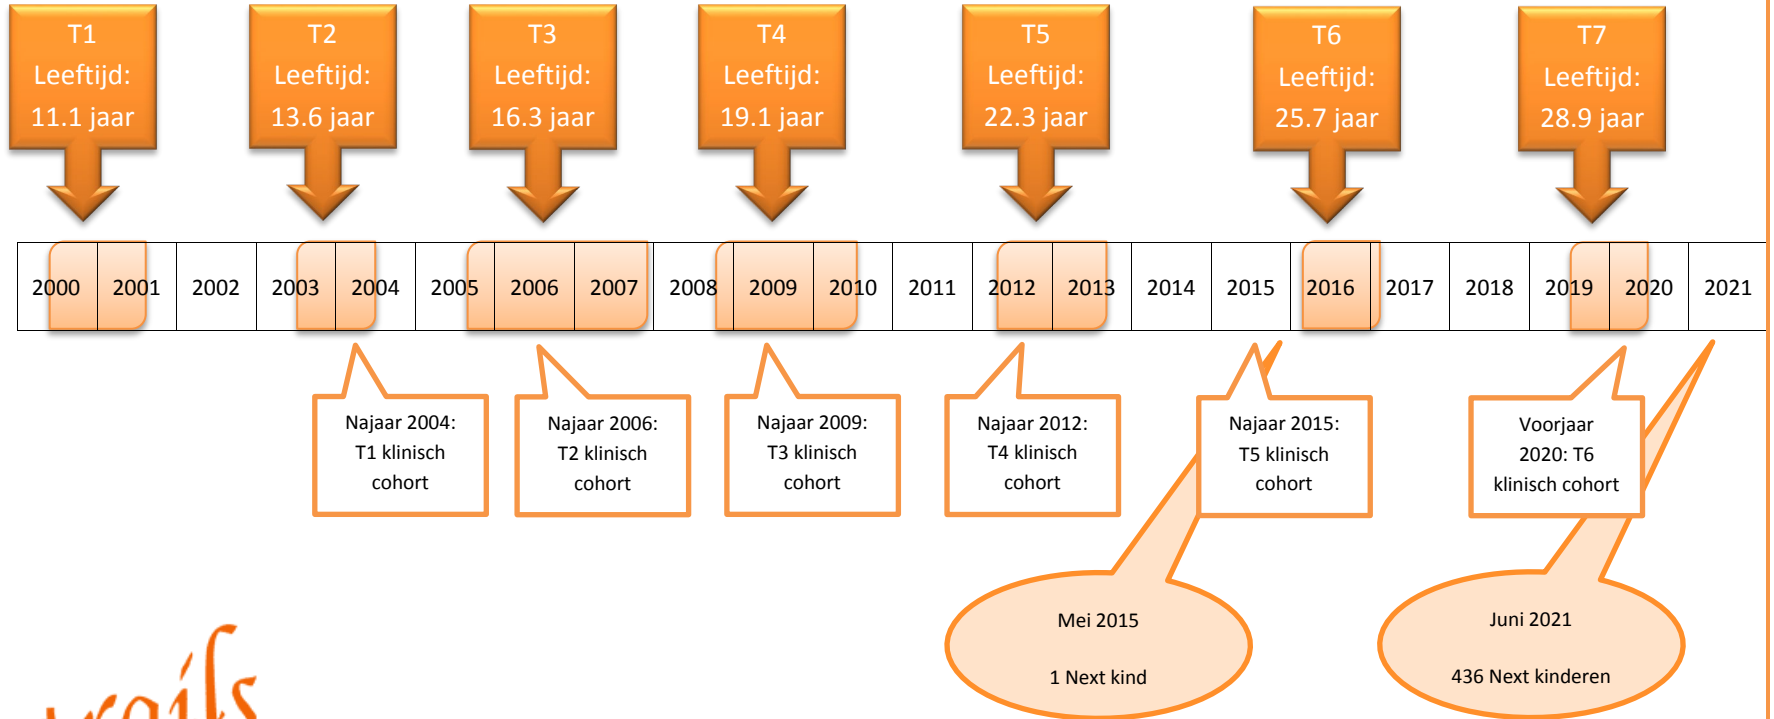 T1
Leeftijd:
11.1 jaar
T2
Leeftijd:
13.6 jaar
T3
Leeftijd:
16.3 jaar
T4
Leeftijd:
19.1 jaar
T5
Leeftijd:
22.3 jaar
T6
Leeftijd:
25.7 jaar
T7
Leeftijd:
28.9 jaar
2000 2001 2002 2003 2004 2005 2006 2007 2008 2009 2010 2011 2012 2013 2014 2015 2016 2017 2018 2019 2020 2021
Najaar 2004:
T1 klinisch
cohort
Najaar 2006:
T2 klinisch
cohort
Najaar 2009:
T3 klinisch
cohort
Najaar 2012:
T4 klinisch
cohort
Najaar 2015:
T5 klinisch
cohort
Voorjaar
2020: T6
klinisch cohort
Mei 2015
1 Next kind
Juni 2021
436 Next kinderen